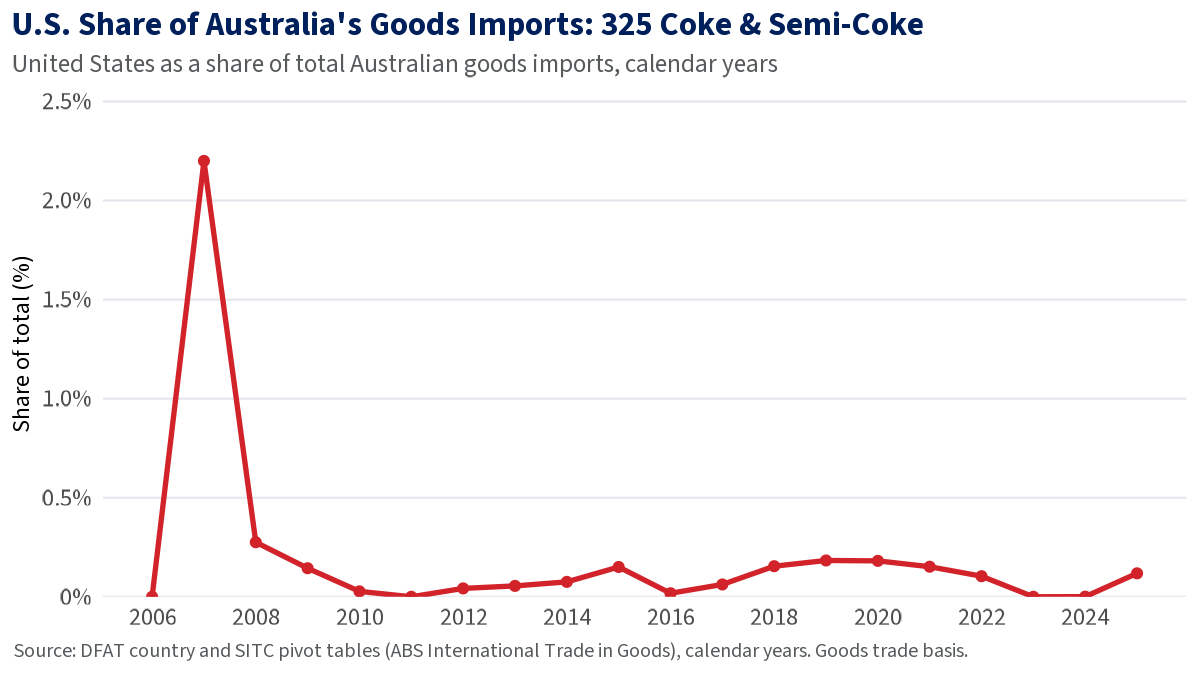 U.S. Share of Australia's Goods Imports: 325 Coke & Semi-Coke
United States as a share of total Australian goods imports, calendar years
Share of total (%)
2.5%
2.0%
1.5%
1.0%
0.5%
0%
2006 2008 2010 2012 2014 2016 2018 2020 2022 2024
Source: DFAT country and SITC pivot tables (ABS International Trade in Goods), calendar years. Goods trade basis.